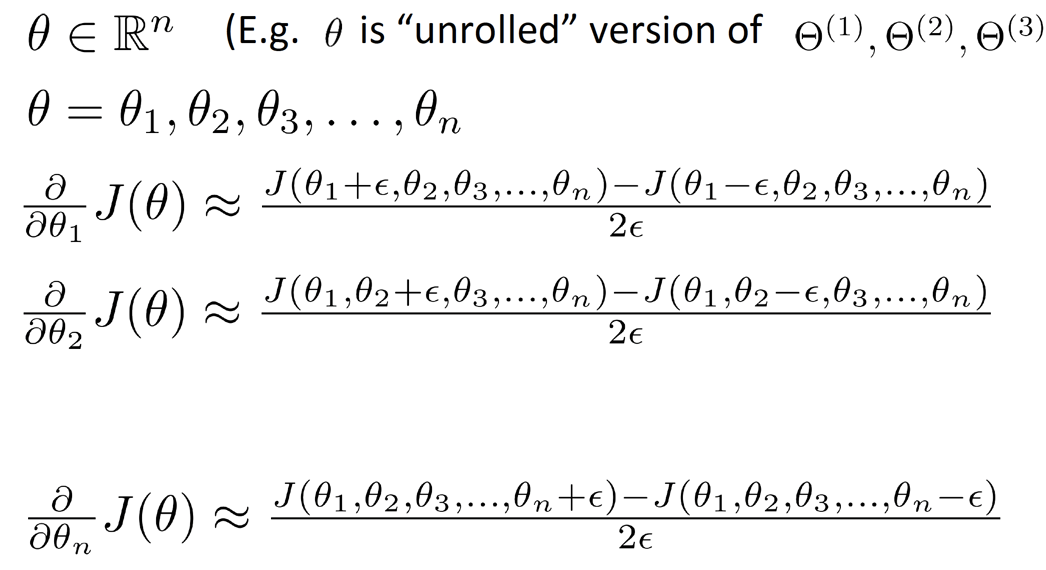 θ ∈ ℝⁿ (E.g. θ is “unrolled” version of Θ⁽¹⁾, Θ⁽²⁾, Θ⁽³⁾
θ = θ₁, θ₂, θ₃, . . . , θₙ
∂/∂θ₁ J(θ) ≈ J(θ₁+ϵ,θ₂,θ₃,...,θₙ)−J(θ₁−ϵ,θ₂,θ₃,...,θₙ) / 2ϵ
∂/∂θ₂ J(θ) ≈ J(θ₁,θ₂+ϵ,θ₃,...,θₙ)−J(θ₁,θ₂−ϵ,θ₃,...,θₙ) / 2ϵ
∂/∂θₙ J(θ) ≈ J(θ₁,θ₂,θ₃,...,θₙ+ϵ)−J(θ₁,θ₂,θ₃,...,θₙ−ϵ) / 2ϵ